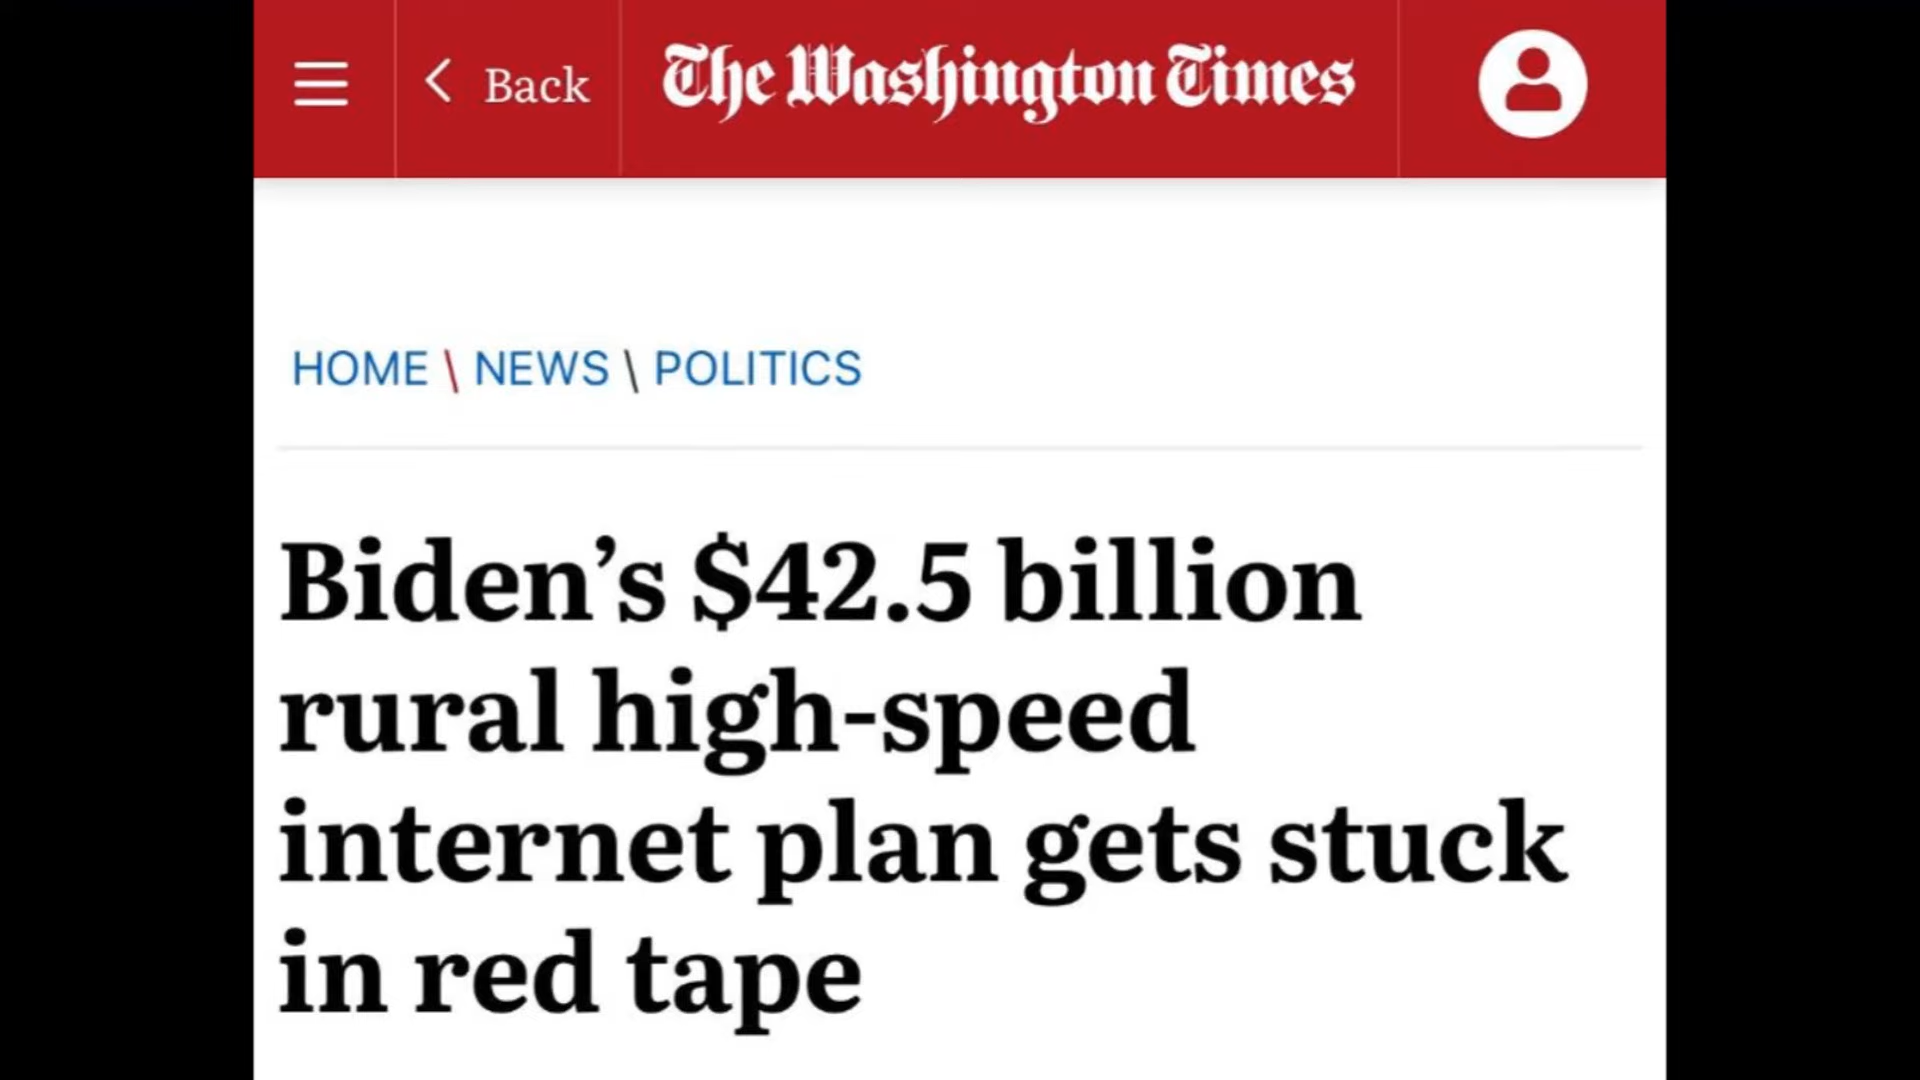 Back
The Washington Times
HOME \ NEWS \ POLITICS
Biden’s $42.5 billion
rural high-speed
internet plan gets stuck
in red tape